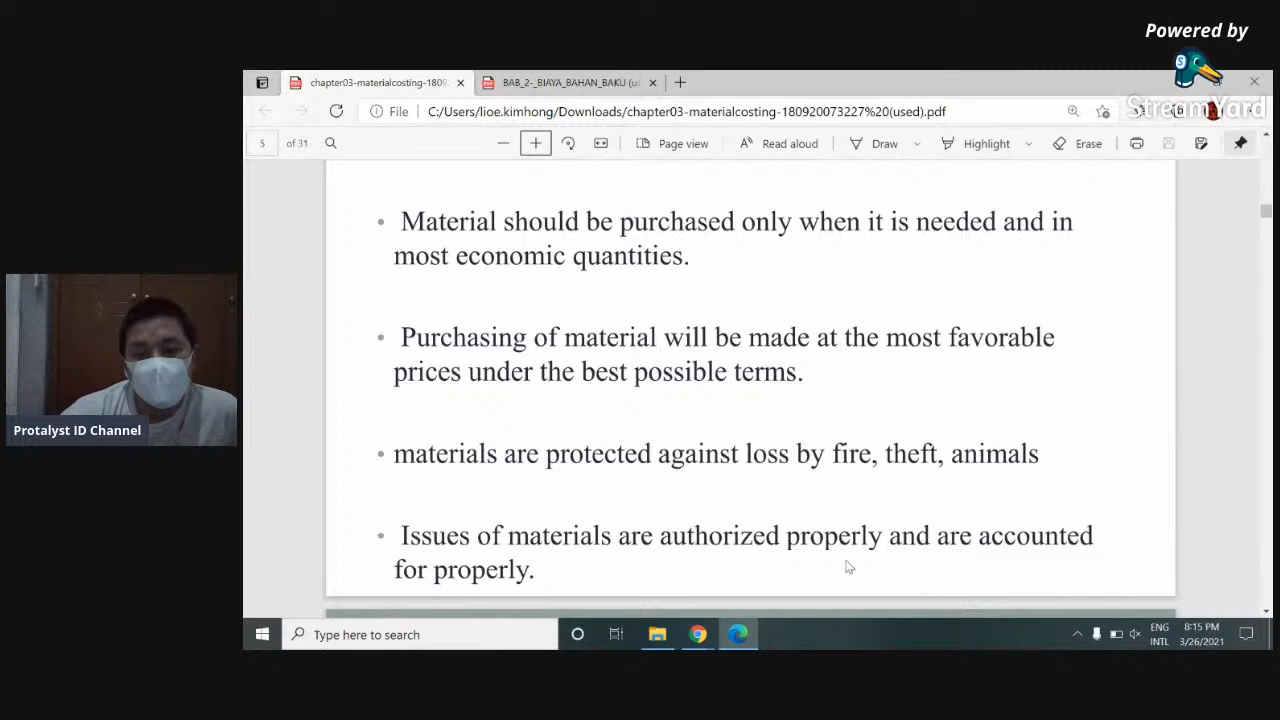 Powered by
StreamYard
chapter03-materialcosting-1809
BAB_2-_BIAYA_BAHAN_BAKU (u
File
C:/Users/lioe.kimhong/Downloads/chapter03-materialcosting-180920073227%20(used).pdf
5 of 31
Page view
Read aloud
Draw
Highlight
Erase
• Material should be purchased only when it is needed and in
most economic quantities.
• Purchasing of material will be made at the most favorable
prices under the best possible terms.
• materials are protected against loss by fire, theft, animals
• Issues of materials are authorized properly and are accounted
for properly.
Protalyst ID Channel
Type here to search
ENG
INTL
8:15 PM
3/26/2021